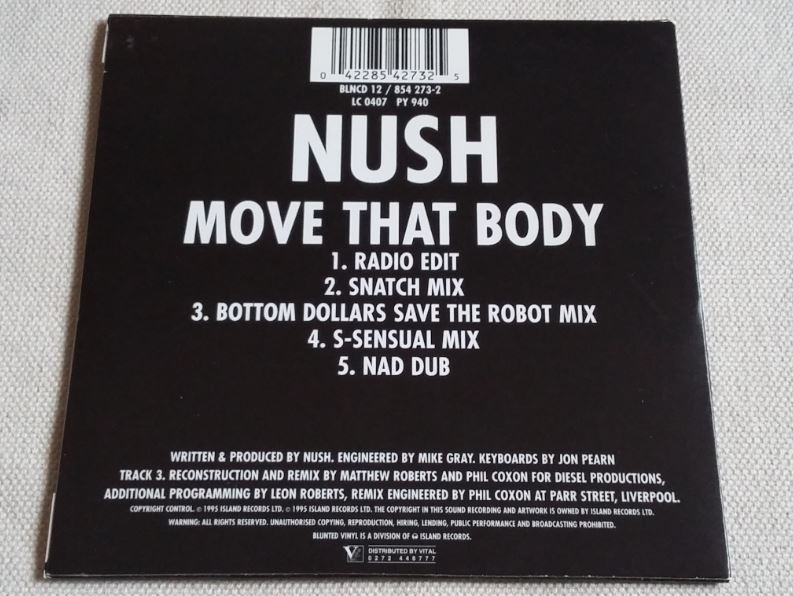 0 42285 42732 5
BLNCD 12 / 854 273-2
LC 0407 PY 940
NUSH
MOVE THAT BODY
1. RADIO EDIT
2. SNATCH MIX
3. BOTTOM DOLLARS SAVE THE ROBOT MIX
4. S-SENSUAL MIX
5. NAD DUB
WRITTEN & PRODUCED BY NUSH. ENGINEERED BY MIKE GRAY. KEYBOARDS BY JON PEARN
TRACK 3. RECONSTRUCTION AND REMIX BY MATTHEW ROBERTS AND PHIL COXON FOR DIESEL PRODUCTIONS,
ADDITIONAL PROGRAMMING BY LEON ROBERTS, REMIX ENGINEERED BY PHIL COXON AT PARR STREET, LIVERPOOL.
COPYRIGHT CONTROL. ℗ 1995 ISLAND RECORDS LTD. © 1995 ISLAND RECORDS LTD. THE COPYRIGHT IN THIS SOUND RECORDING AND ARTWORK IS OWNED BY ISLAND RECORDS LTD.
WARNING: ALL RIGHTS RESERVED. UNAUTHORISED COPYING, REPRODUCTION, HIRING, LENDING, PUBLIC PERFORMANCE AND BROADCASTING PROHIBITED.
BLUNTED VINYL IS A DIVISION OF ISLAND RECORDS.
V DISTRIBUTED BY VITAL
0272 446777